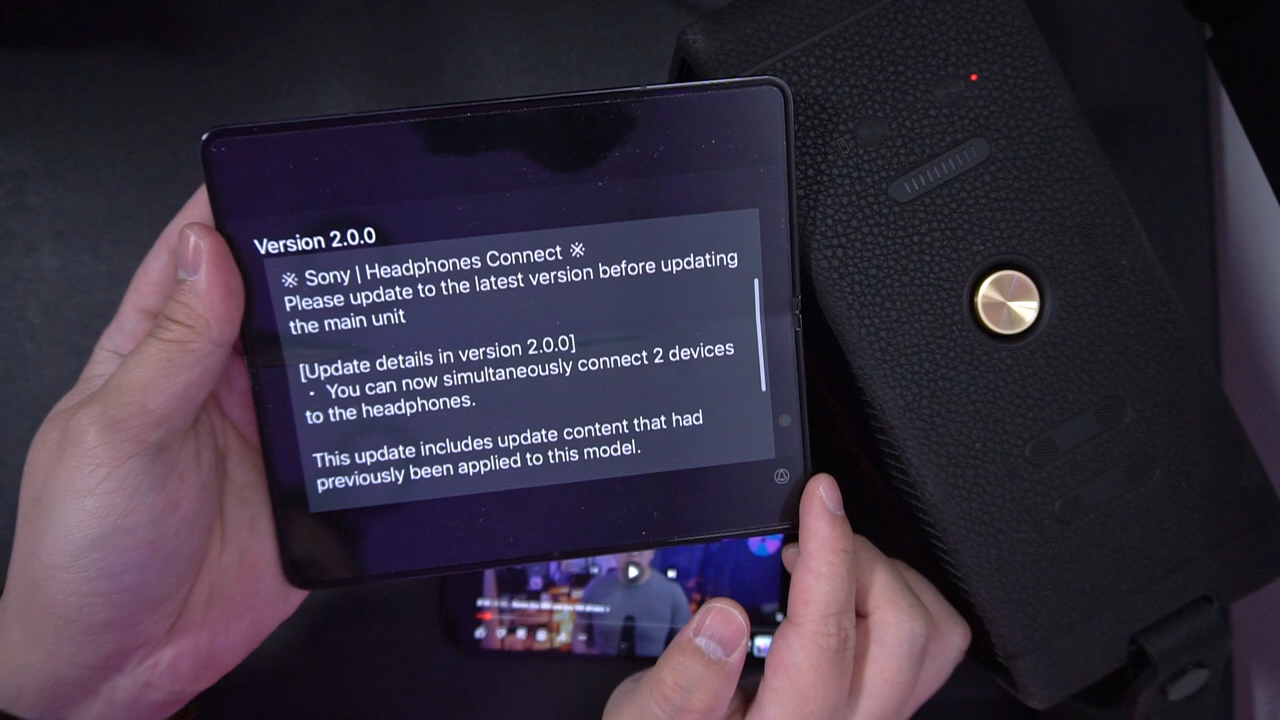 Version 2.0.0
※ Sony | Headphones Connect ※
Please update to the latest version before updating
the main unit
[Update details in version 2.0.0]
・ You can now simultaneously connect 2 devices
to the headphones.
This update includes update content that had
previously been applied to this model.